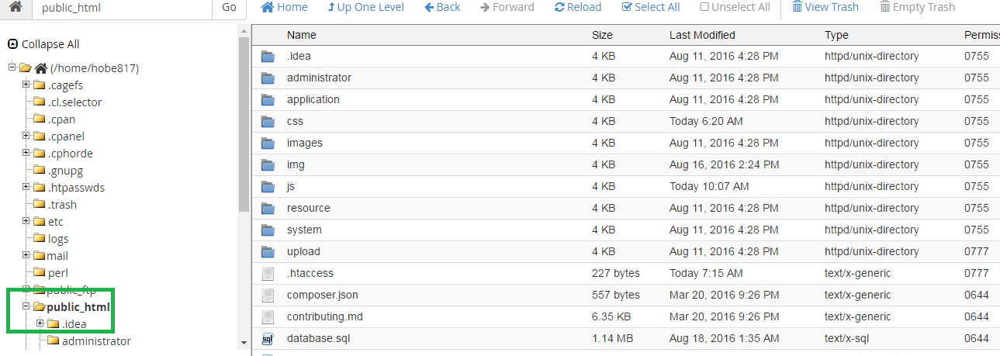 public_html Go Home Up One Level Back Forward Reload Select All Unselect All View Trash Empty Trash
Collapse All
(/home/hobe817)
.cagefs
.cl.selector
.cpan
.cpanel
.cphorde
.gnupg
.htpasswds
.trash
etc
logs
mail
perl
public_ftp
public_html
.idea
administrator
Name Size Last Modified Type Permis
.idea 4 KB Aug 11, 2016 4:28 PM httpd/unix-directory 0755
administrator 4 KB Aug 11, 2016 4:28 PM httpd/unix-directory 0755
application 4 KB Aug 11, 2016 4:28 PM httpd/unix-directory 0755
css 4 KB Today 6:20 AM httpd/unix-directory 0755
images 4 KB Aug 11, 2016 4:28 PM httpd/unix-directory 0755
img 4 KB Aug 16, 2016 2:24 PM httpd/unix-directory 0755
js 4 KB Today 10:07 AM httpd/unix-directory 0755
resource 4 KB Aug 11, 2016 4:28 PM httpd/unix-directory 0755
system 4 KB Aug 11, 2016 4:28 PM httpd/unix-directory 0755
upload 4 KB Aug 11, 2016 4:28 PM httpd/unix-directory 0777
.htaccess 227 bytes Today 7:15 AM text/x-generic 0777
composer.json 557 bytes Mar 20, 2016 9:26 PM text/x-generic 0644
contributing.md 6.35 KB Mar 20, 2016 9:26 PM text/x-generic 0644
sql database.sql 1.14 MB Aug 18, 2016 1:35 AM text/x-sql 0644